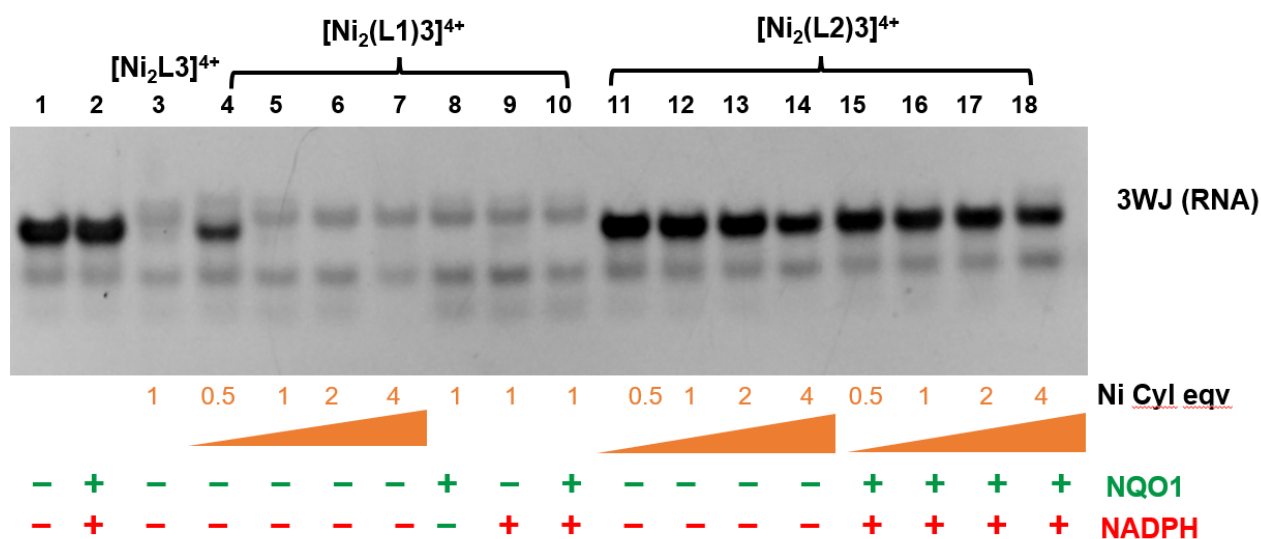 [Ni₂(L1)3]⁴⁺ [Ni₂(L2)3]⁴⁺
[Ni₂L3]⁴⁺
1 2 3 4 5 6 7 8 9 10 11 12 13 14 15 16 17 18
3WJ (RNA)
1 0.5 1 2 4 1 1 1 0.5 1 2 4 0.5 1 2 4 Ni Cyl eqv
− + − − − − − + − + − − − − + + + + NQO1
− + − − − − − − + + − − − − + + + + NADPH